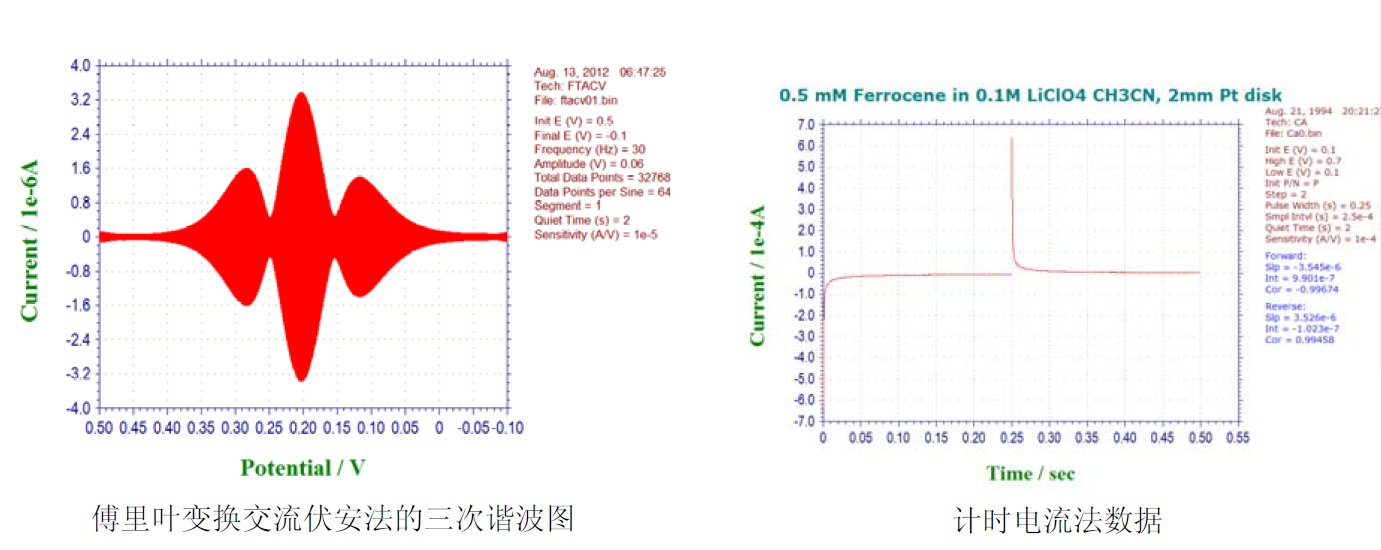 4.0
3.2
2.4
1.6
0.8
0
-0.8
-1.6
-2.4
-3.2
-4.0
Current / 1e-6A
0.50 0.45 0.40 0.35 0.30 0.25 0.20 0.15 0.10 0.05 0 -0.05 -0.10
Potential / V
Aug. 13, 2012 06:47:25
Tech: FTACV
File: ftacv01.bin
Init E (V) = 0.5
Final E (V) = -0.1
Frequency (Hz) = 30
Amplitude (V) = 0.06
Total Data Points = 32768
Data Points per Sine = 64
Segment = 1
Quiet Time (s) = 2
Sensitivity (A/V) = 1e-5
傅里叶变换交流伏安法的三次谐波图
0.5 mM Ferrocene in 0.1M LiClO4 CH3CN, 2mm Pt disk
7.0
6.0
5.0
4.0
3.0
2.0
1.0
0
-1.0
-2.0
-3.0
-4.0
-5.0
-6.0
-7.0
Current / 1e-4A
0 0.05 0.10 0.15 0.20 0.25 0.30 0.35 0.40 0.45 0.50 0.55
Time / sec
Aug. 21, 1994 20:21:2
Tech: CA
File: Ca0.bin
Init E (V) = 0.1
High E (V) = 0.7
Low E (V) = 0.1
Init P/N = P
Step = 2
Pulse Width (s) = 0.25
Smpl Intvl (s) = 2.5e-4
Quiet Time (s) = 2
Sensitivity (A/V) = 1e-4
Forward:
Slp = -3.545e-6
Int = 9.901e-7
Cor = -0.99674
Reverse:
Slp = 3.526e-6
Int = -1.023e-7
Cor = 0.99458
计时电流法数据